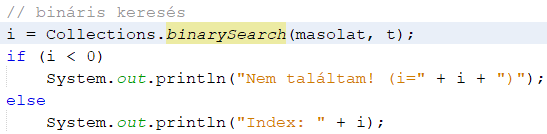 // bináris keresés
i = Collections.binarySearch(masolat, t);
if (i < 0)
System.out.println("Nem találtam! (i=" + i + ")");
else
System.out.println("Index: " + i);